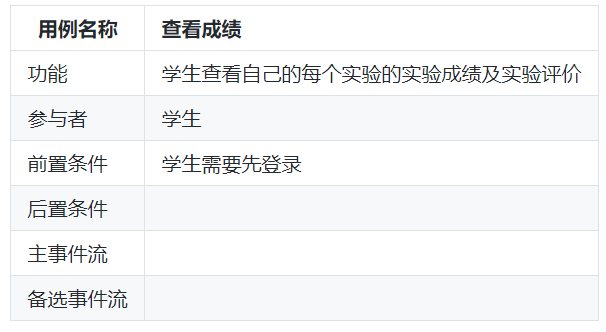 用例名称 查看成绩
功能 学生查看自己的每个实验的实验成绩及实验评价
参与者 学生
前置条件 学生需要先登录
后置条件
主事件流
备选事件流